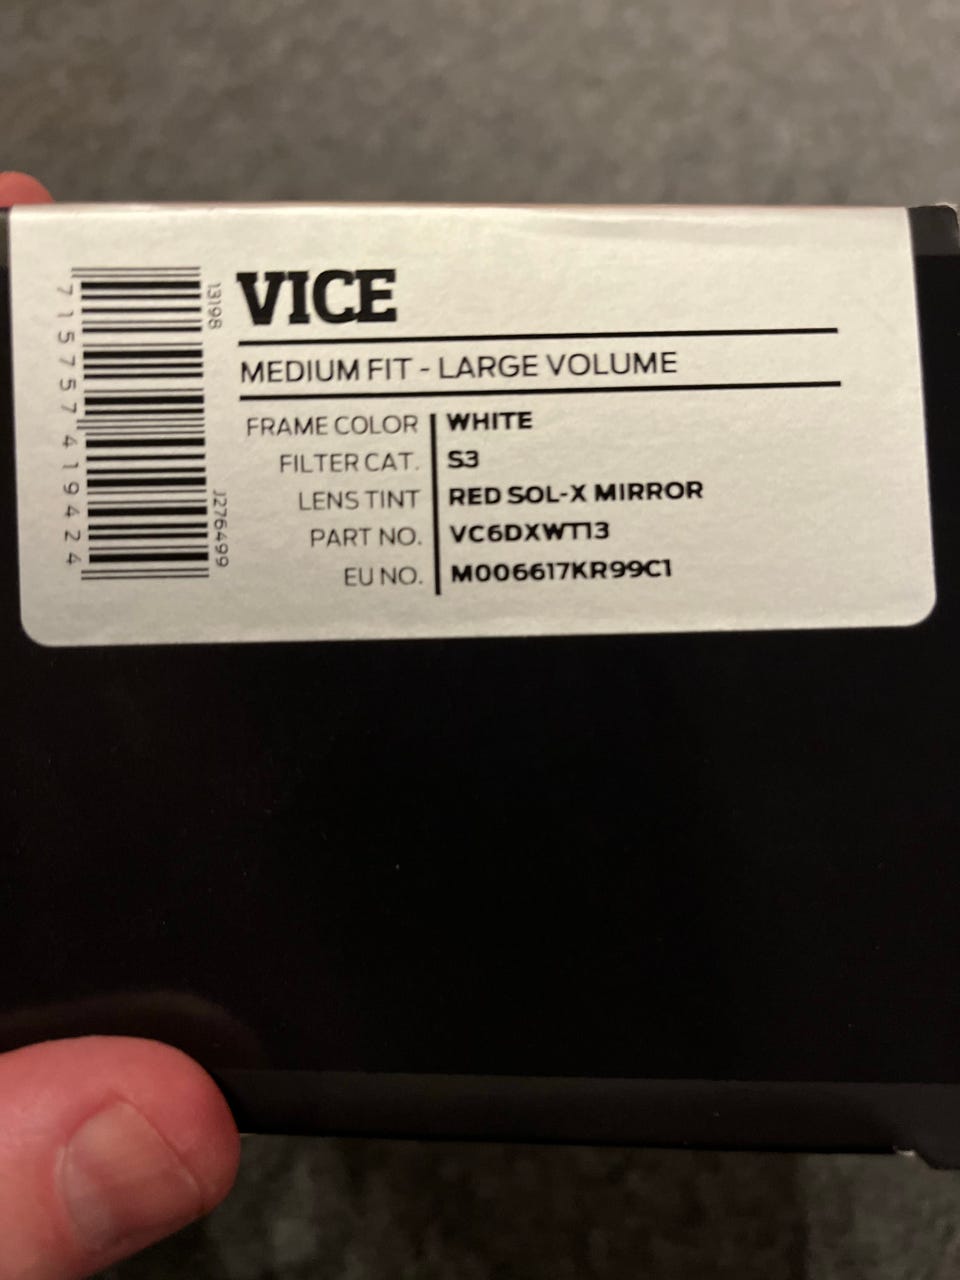 VICE
MEDIUM FIT - LARGE VOLUME
FRAME COLOR WHITE
FILTER CAT. S3
LENS TINT RED SOL-X MIRROR
PART NO. VC6DXWT13
EU NO. M006617KR99C1
715757419424
13198
J276499